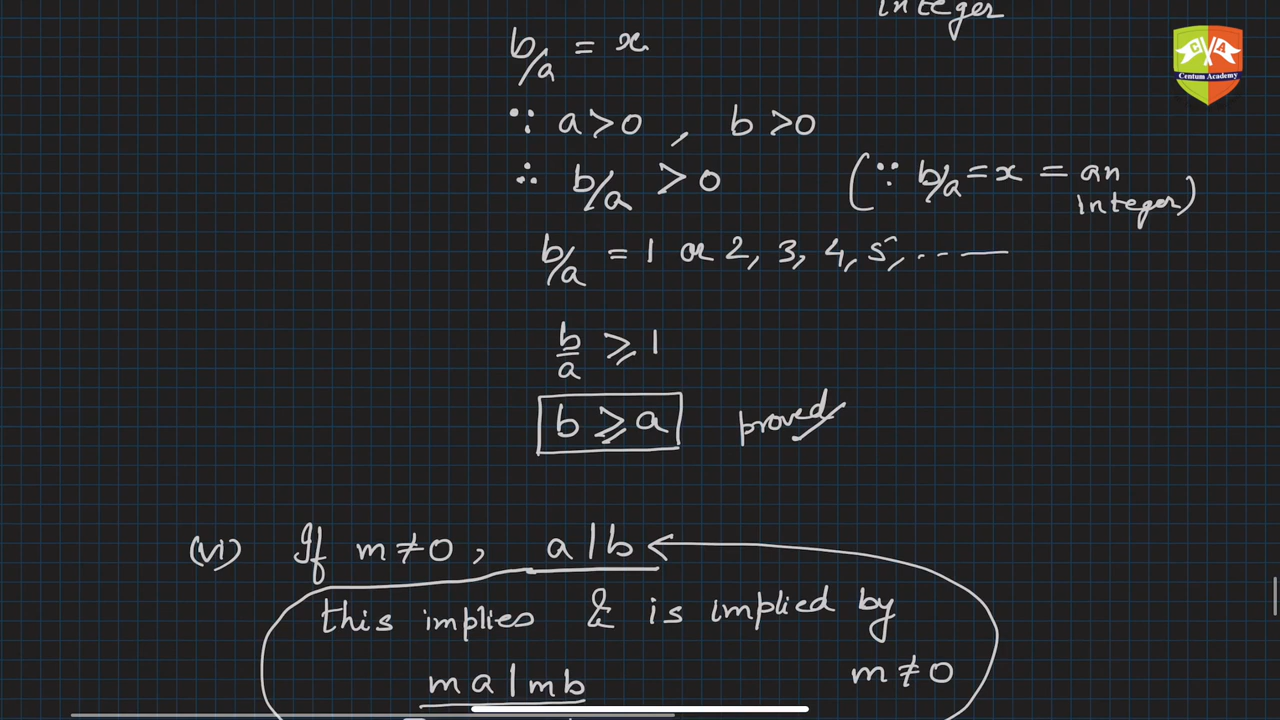 integer
b/a = x
∵ a>0 , b>0
∴ b/a >0 (∵ b/a = x = an integer)
b/a = 1 or 2, 3, 4, 5, ------
b/a ⩾ 1
b ⩾ a proved
(vi) If m≠0, a|b
this implies & is implied by
ma|mb m≠0
C A
Centum Academy